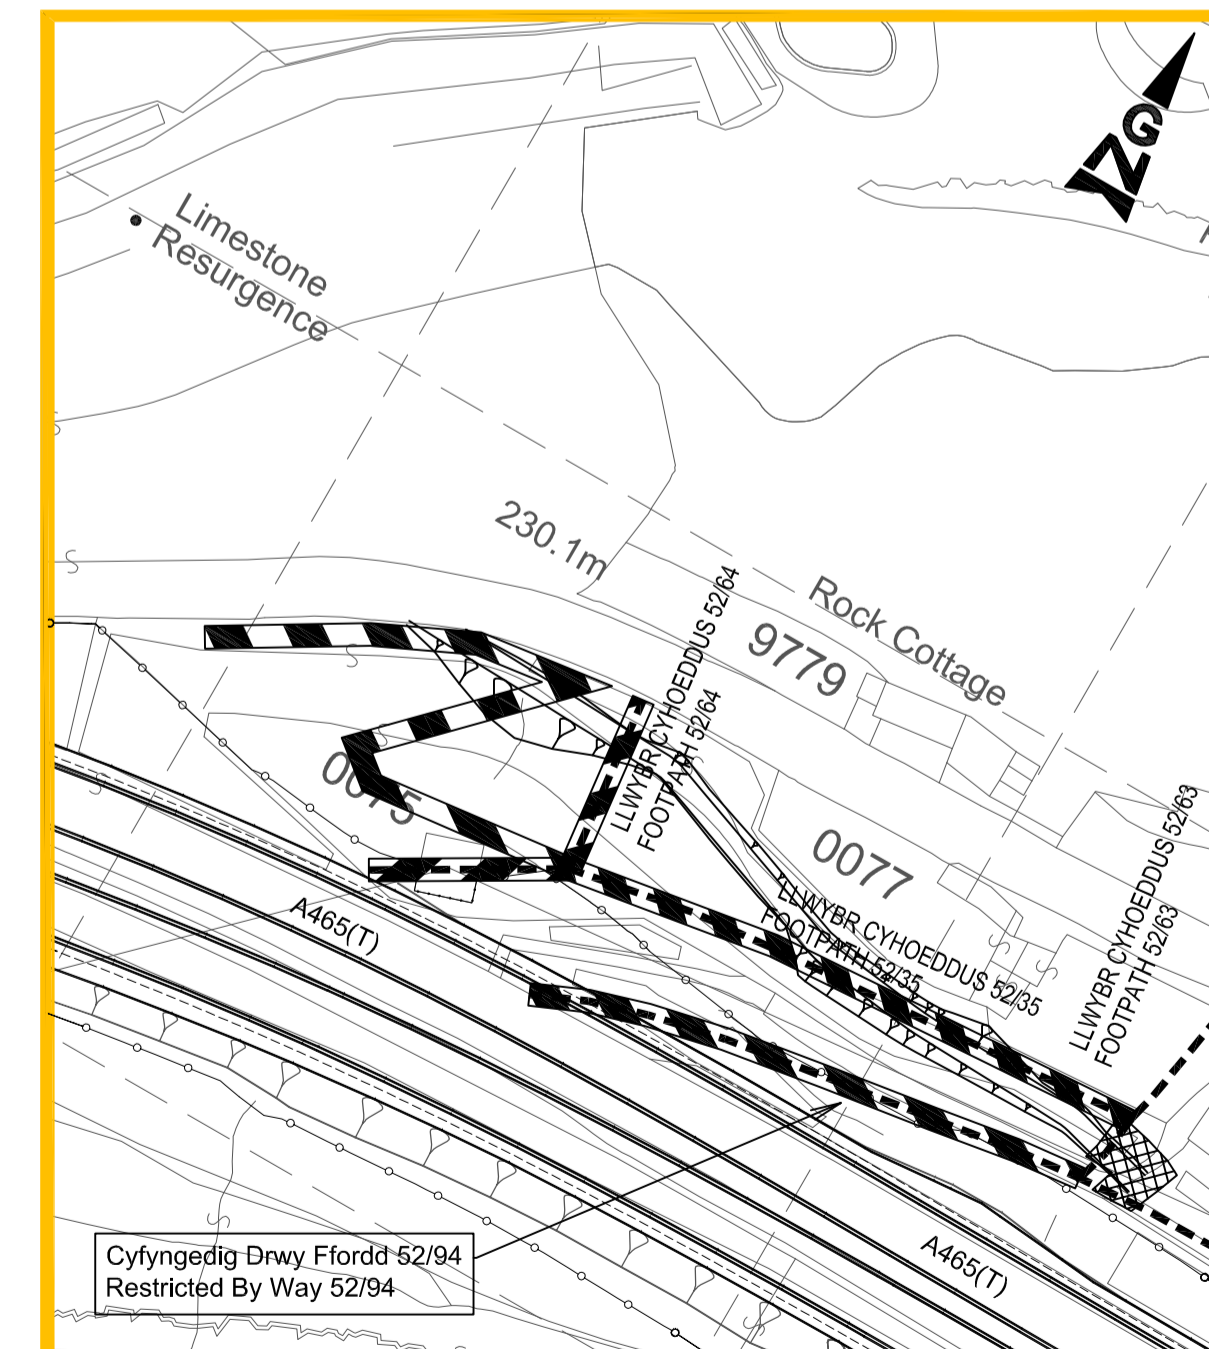 NG
Limestone
Resurgence
230.1m
Rock Cottage
9779
LLWYBR CYHOEDDUS 52/64
FOOTPATH 52/64
0075
0077
LLWYBR CYHOEDDUS 52/63
FOOTPATH 52/63
A465(T)
LLWYBR CYHOEDDUS 52/35
FOOTPATH 52/35
Cyfyngedig Drwy Ffordd 52/94
Restricted By Way 52/94
A465(T)